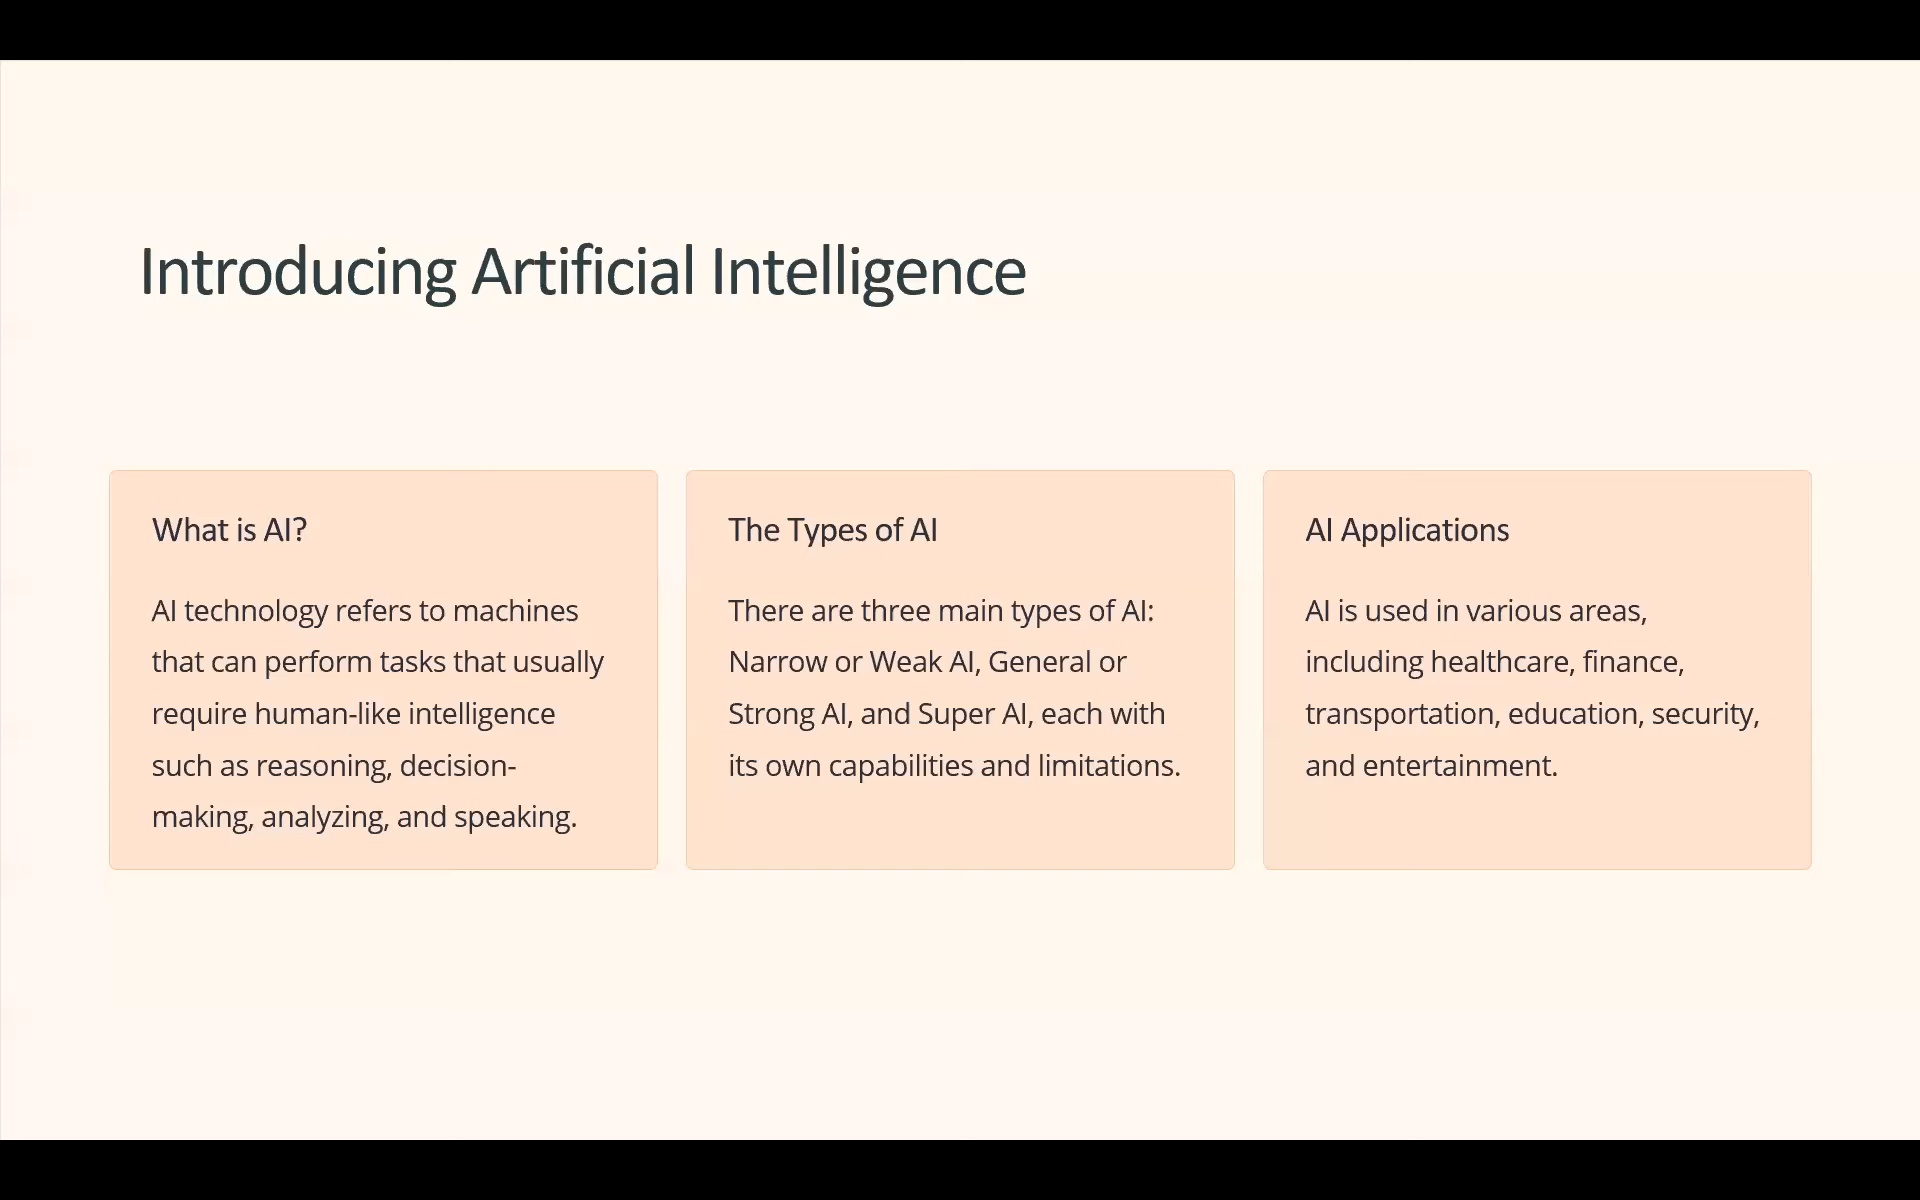 Introducing Artificial Intelligence
What is AI?
AI technology refers to machines
that can perform tasks that usually
require human-like intelligence
such as reasoning, decision-
making, analyzing, and speaking.
The Types of AI
There are three main types of AI:
Narrow or Weak AI, General or
Strong AI, and Super AI, each with
its own capabilities and limitations.
AI Applications
AI is used in various areas,
including healthcare, finance,
transportation, education, security,
and entertainment.